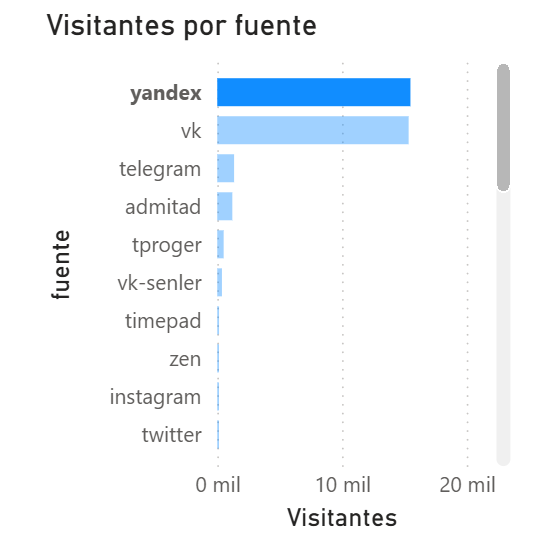 Visitantes por fuente
fuente
yandex
vk
telegram
admitad
tproger
vk-senler
timepad
zen
instagram
twitter
0 mil 10 mil 20 mil
Visitantes